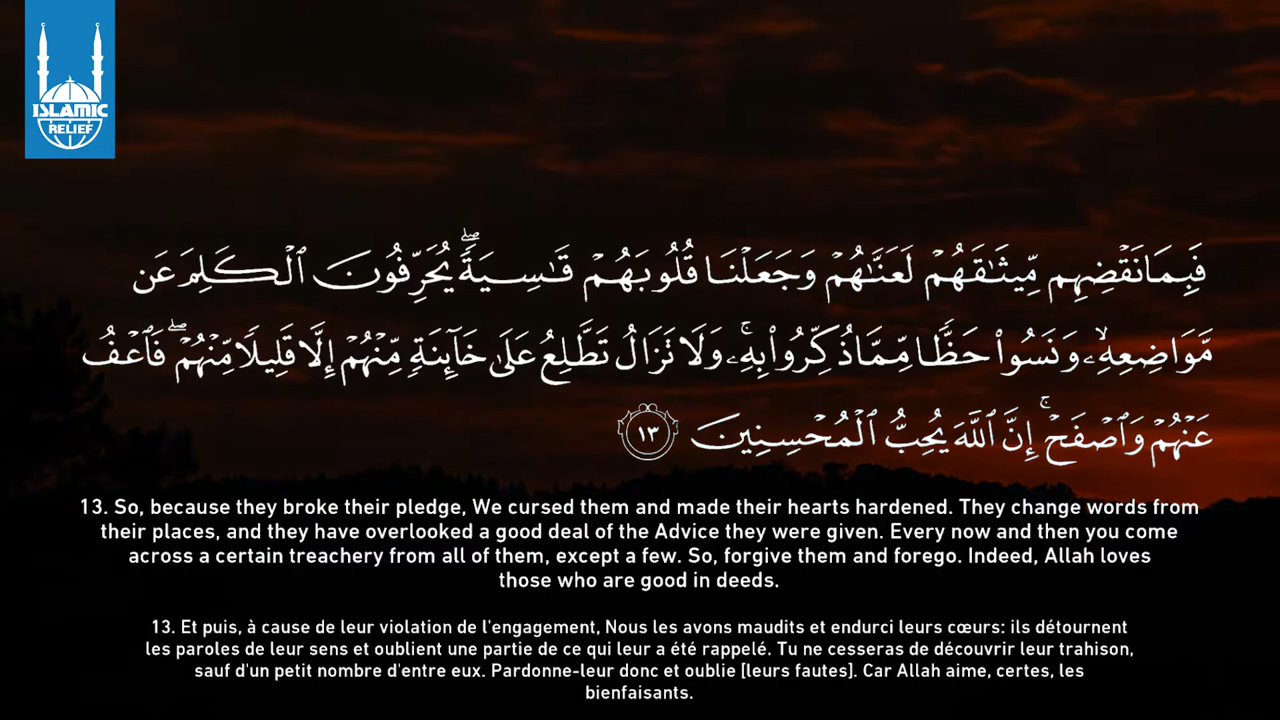 ISLAMIC
RELIEF
فَبِمَا نَقْضِهِم مِّيثَـٰقَهُمْ لَعَنَّـٰهُمْ وَجَعَلْنَا قُلُوبَهُمْ قَـٰسِيَةً ۖ يُحَرِّفُونَ ٱلْكَلِمَ عَن
مَّوَاضِعِهِۦ ۙ وَنَسُوا۟ حَظًّا مِّمَّا ذُكِّرُوا۟ بِهِۦ ۚ وَلَا تَزَالُ تَطَّلِعُ عَلَىٰ خَآئِنَةٍ مِّنْهُمْ إِلَّا قَلِيلًا مِّنْهُمْ ۖ فَٱعْفُ
عَنْهُمْ وَٱصْفَحْ ۚ إِنَّ ٱللَّهَ يُحِبُّ ٱلْمُحْسِنِينَ ١٣
13. So, because they broke their pledge, We cursed them and made their hearts hardened. They change words from
their places, and they have overlooked a good deal of the Advice they were given. Every now and then you come
across a certain treachery from all of them, except a few. So, forgive them and forego. Indeed, Allah loves
those who are good in deeds.
13. Et puis, à cause de leur violation de l'engagement, Nous les avons maudits et endurci leurs cœurs: ils détournent
les paroles de leur sens et oublient une partie de ce qui leur a été rappelé. Tu ne cesseras de découvrir leur trahison,
sauf d'un petit nombre d'entre eux. Pardonne-leur donc et oublie [leurs fautes]. Car Allah aime, certes, les
bienfaisants.